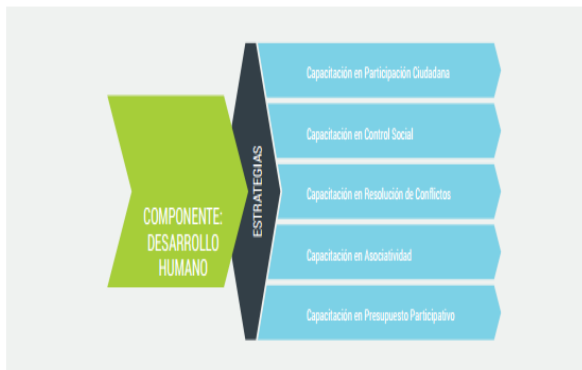 COMPONENTE:
DESARROLLO
HUMANO
ESTRATEGIAS
Capacitación en Participación Ciudadana
Capacitación en Control Social
Capacitación en Resolución de Conflictos
Capacitación en Asociatividad
Capacitación en Presupuesto Participativo